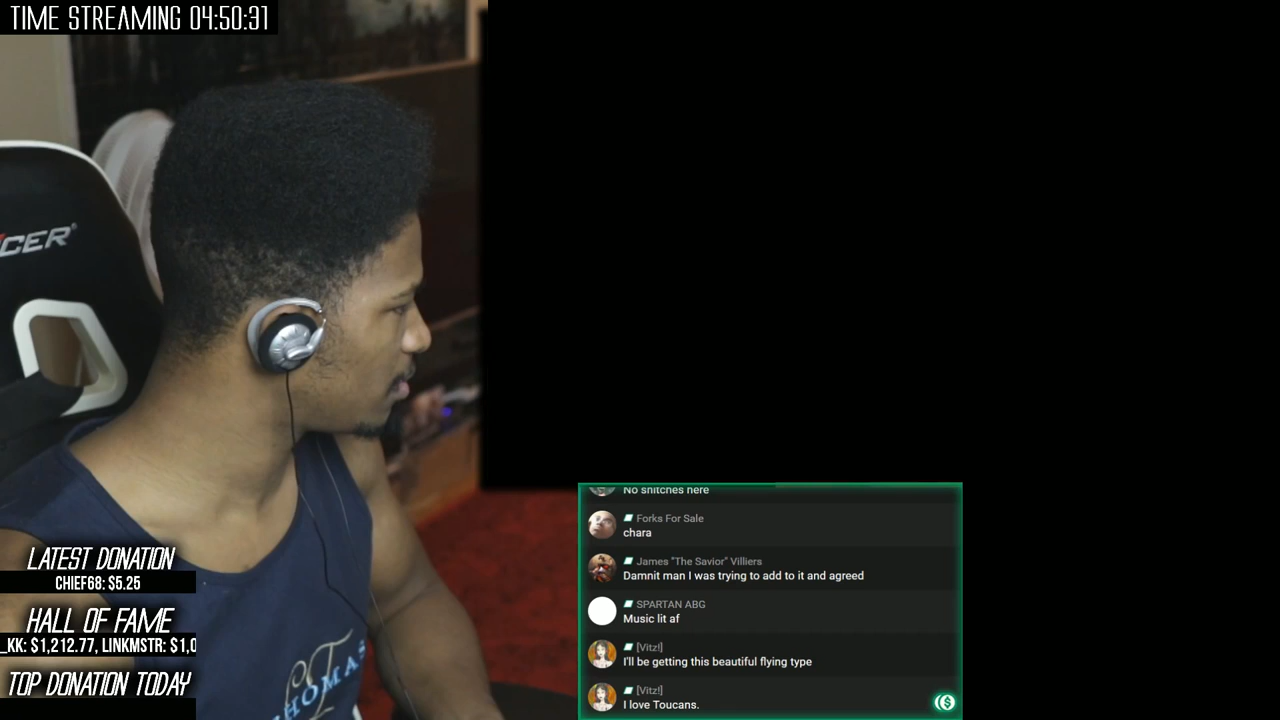 TIME STREAMING 04:50:31
CER®
LATEST DONATION
CHIEF68: $5.25
HALL OF FAME
_KK: $1,212.77, LINKMSTR: $1,0
TOP DONATION TODAY
THOMAS
No snitches here
Forks For Sale
chara
James "The Savior" Villiers
Damnit man I was trying to add to it and agreed
SPARTAN ABG
Music lit af
[Vitz!]
I'll be getting this beautiful flying type
[Vitz!]
I love Toucans.